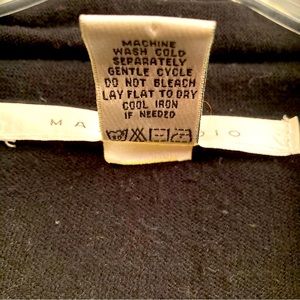 MACHINE
WASH COLD
SEPARATELY
GENTLE CYCLE
DO NOT BLEACH
LAY FLAT TO DRY
COOL IRON
IF NEEDED